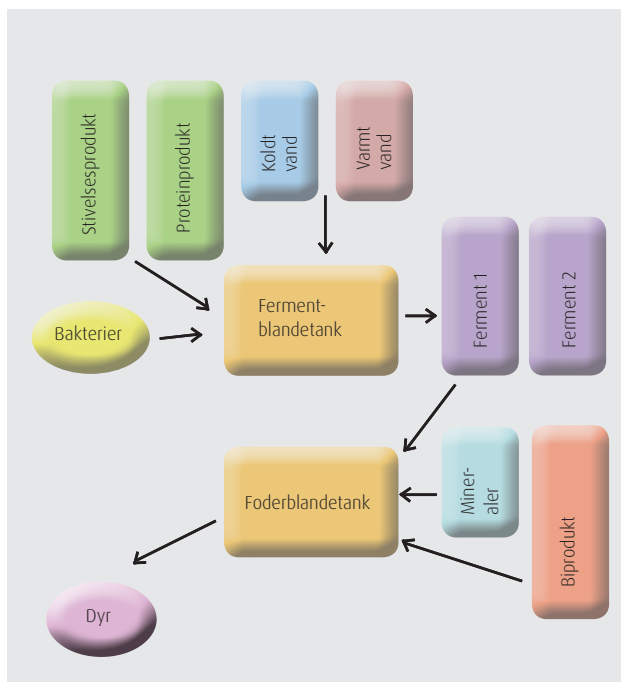 Stivelsesprodukt
Proteinprodukt
Koldt
vand
Varmt
vand
Bakterier
Ferment-
blandetank
Ferment 1
Ferment 2
Foderblandetank
Miner-
aler
Biprodukt
Dyr